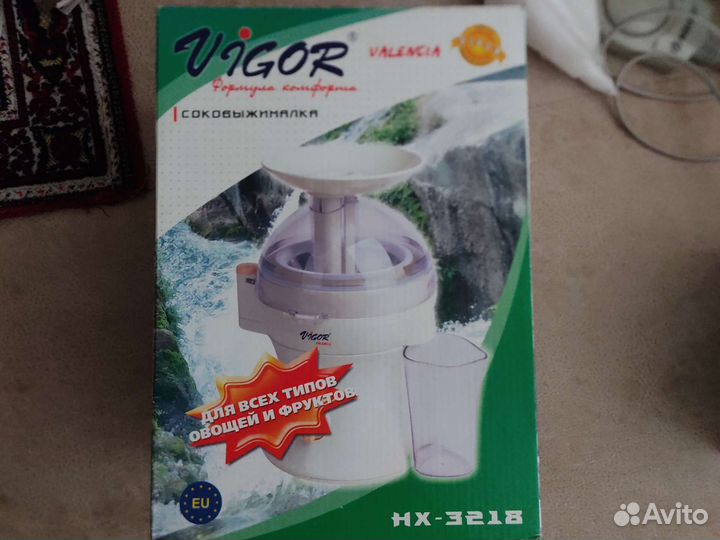 VIGOR®
VALENCIA
Формула комфорта
СОКОВЫЖИМАЛКА
VIGOR
ДЛЯ ВСЕХ ТИПОВ
ОВОЩЕЙ И ФРУКТОВ
EU
HX-3218
Avito